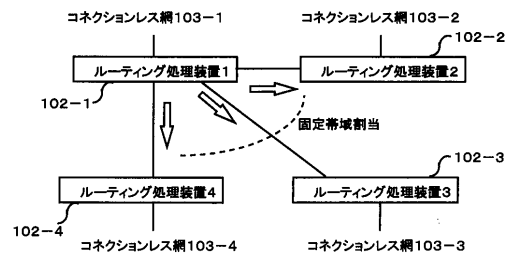 コネクションレス網103-1
コネクションレス網103-2
102-2
ルーティング処理装置1
ルーティング処理装置2
102-1
固定帯域割当
102-3
ルーティング処理装置4
ルーティング処理装置3
102-4
コネクションレス網103-4
コネクションレス網103-3